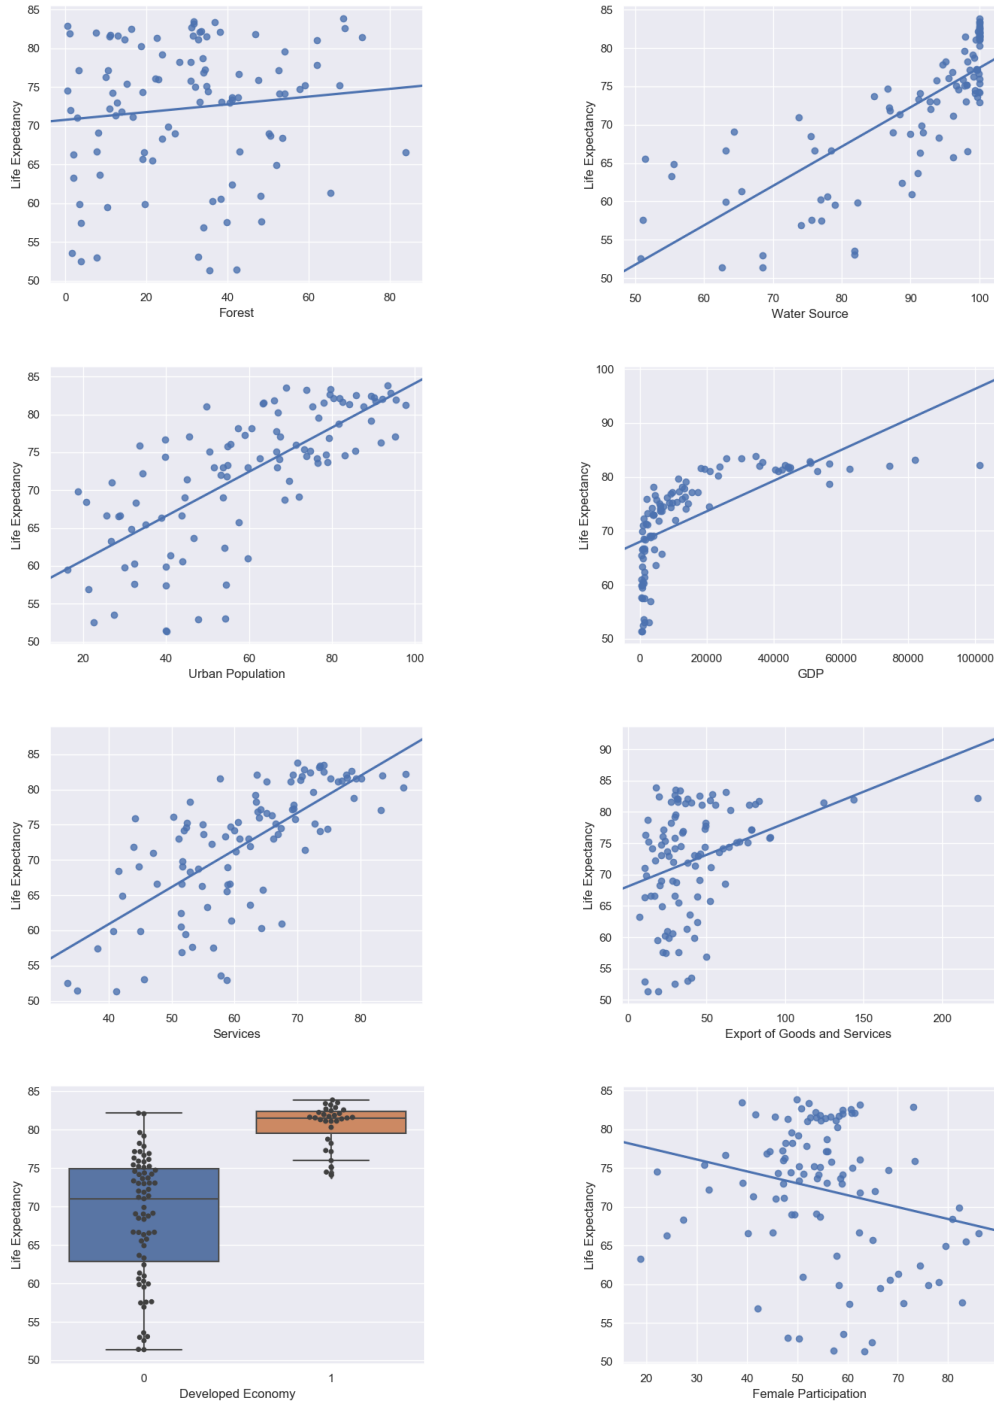 85
80
75
70
65
60
55
50
Life Expectancy
0 20 40 60 80
Forest
85
80
75
70
65
60
55
50
Life Expectancy
50 60 70 80 90 100
Water Source
85
80
75
70
65
60
55
50
Life Expectancy
20 40 60 80 100
Urban Population
100
90
80
70
60
50
Life Expectancy
0 20000 40000 60000 80000 100000
GDP
85
80
75
70
65
60
55
50
Life Expectancy
40 50 60 70 80
Services
90
85
80
75
70
65
60
55
50
Life Expectancy
0 50 100 150 200
Export of Goods and Services
85
80
75
70
65
60
55
50
Life Expectancy
0 1
Developed Economy
85
80
75
70
65
60
55
50
Life Expectancy
20 30 40 50 60 70 80
Female Participation